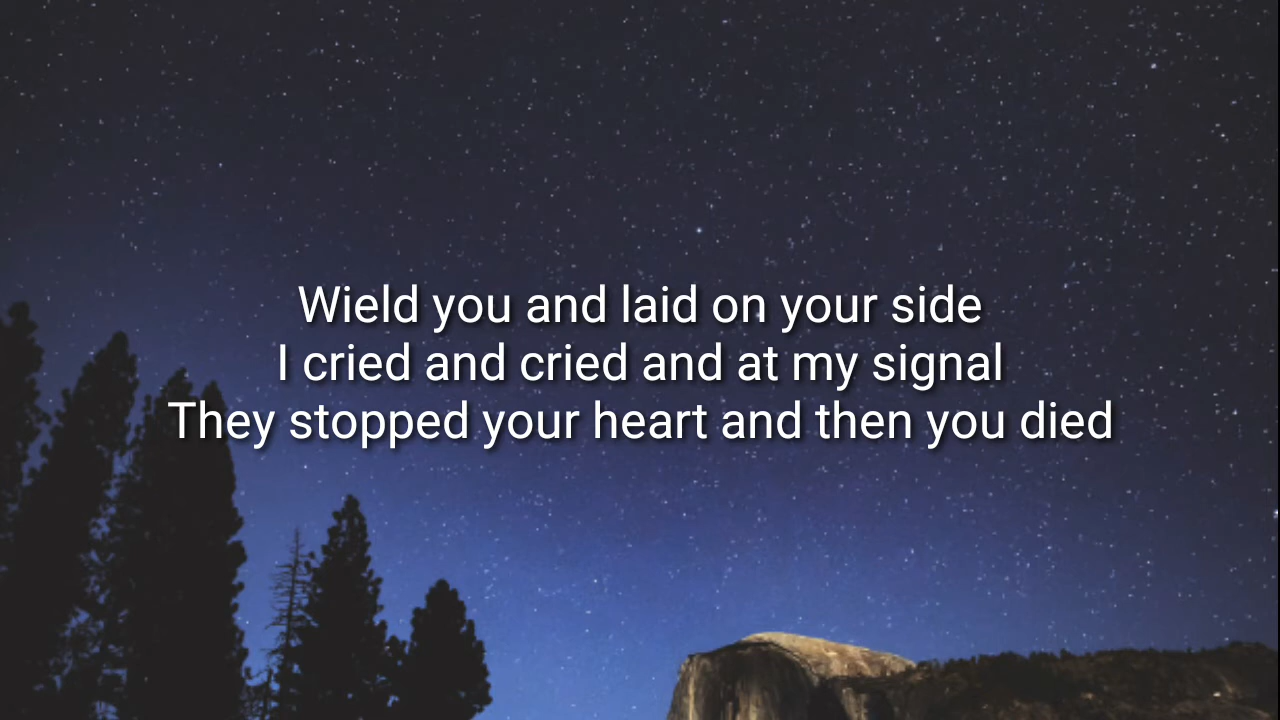 Wield you and laid on your side
I cried and cried and at my signal
They stopped your heart and then you died